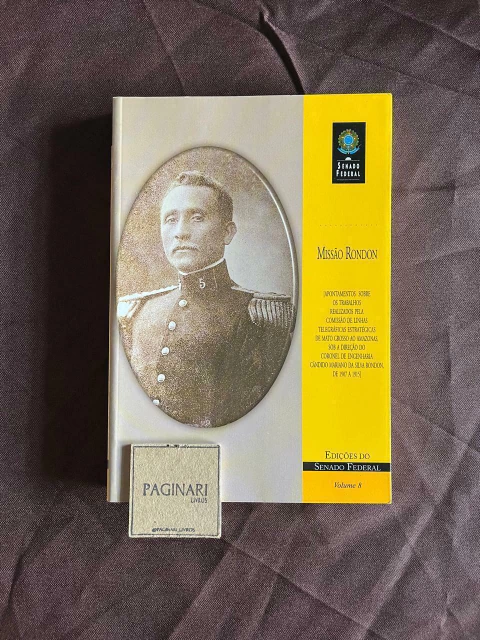 SENADO
FEDERAL
MISSÃO RONDON
[APONTAMENTOS SOBRE
OS TRABALHOS
REALIZADOS PELA
COMISSÃO DE LINHAS
TELEGRÁFICAS ESTRATÉGICAS
DE MATO GROSSO AO AMAZONAS,
SOB A DIREÇÃO DO
CORONEL DE ENGENHARIA
CÂNDIDO MARIANO DA SILVA RONDON,
DE 1907 A 1915]
EDIÇÕES DO
SENADO FEDERAL
Volume 8
5
PAGINARI
LIVROS
@PAGINARI_LIVROS